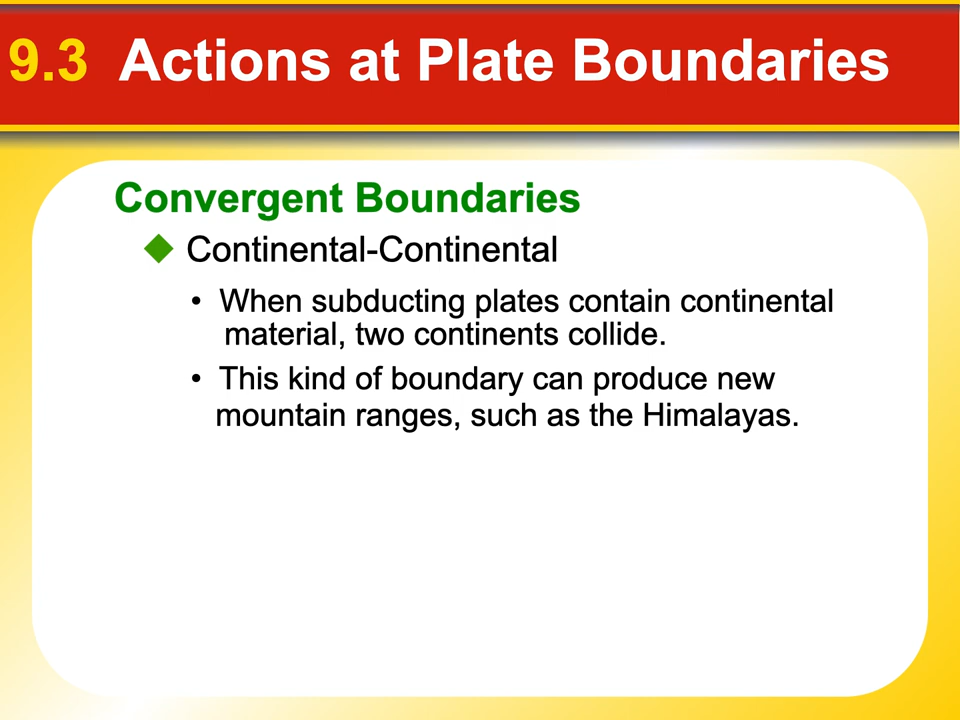 9.3 Actions at Plate Boundaries
Convergent Boundaries
◆ Continental-Continental
• When subducting plates contain continental
material, two continents collide.
• This kind of boundary can produce new
mountain ranges, such as the Himalayas.